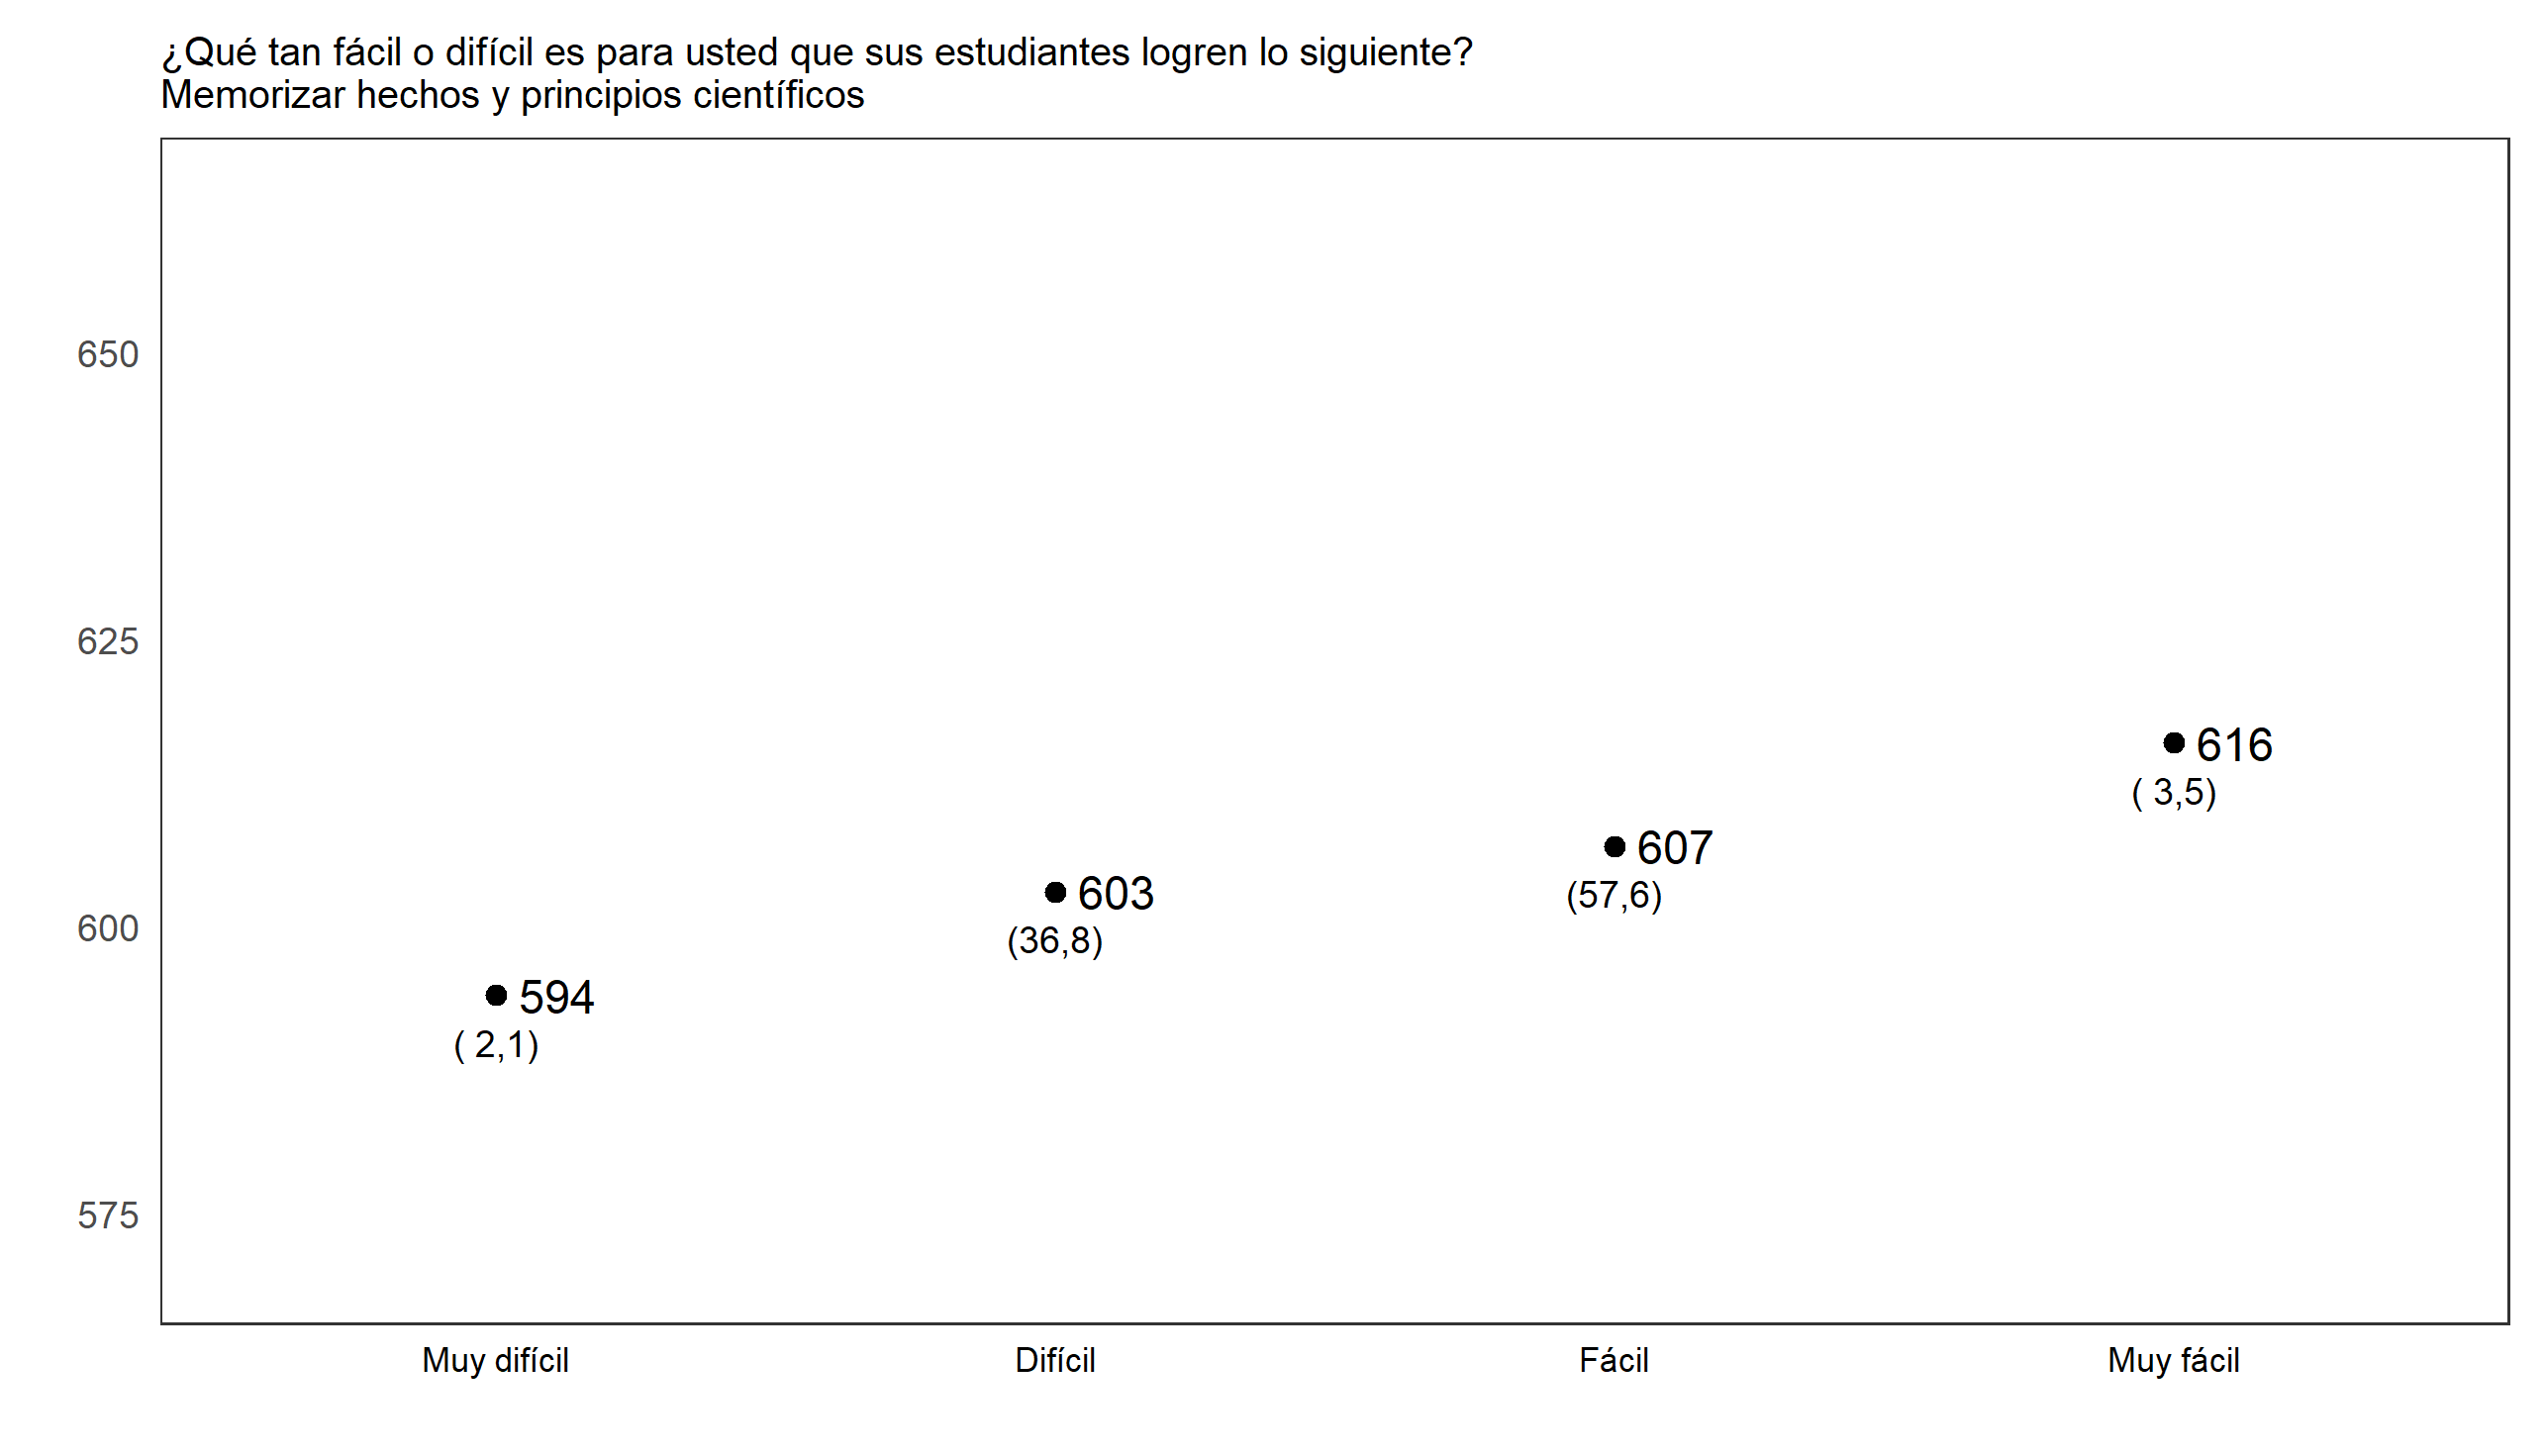 ¿Qué tan fácil o difícil es para usted que sus estudiantes logren lo siguiente?
Memorizar hechos y principios científicos
650
625
616
( 3,5)
607
(57,6)
603
(36,8)
600
594
( 2,1)
575
Muy difícil
Difícil
Fácil
Muy fácil